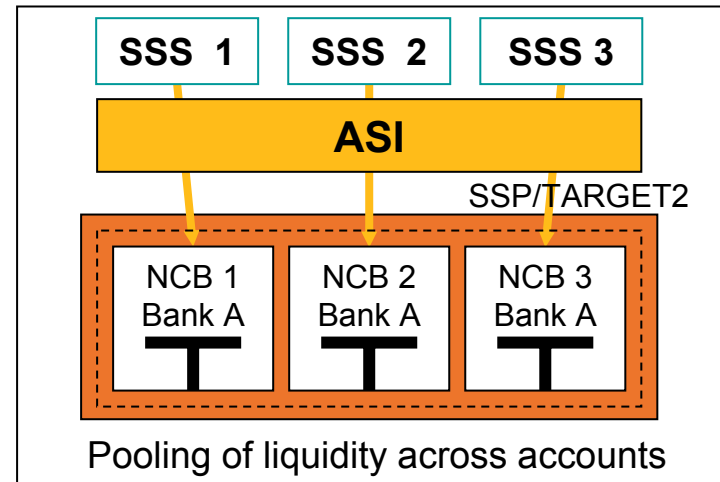 SSS 1 SSS 2 SSS 3
ASI
SSP/TARGET2
NCB 1 NCB 2 NCB 3
Bank A Bank A Bank A
Pooling of liquidity across accounts